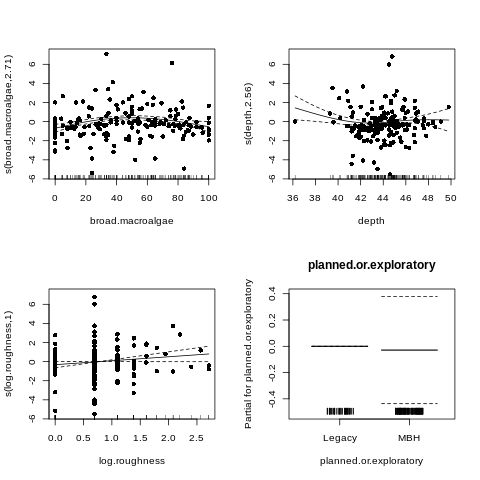 s(broad.macroalgae,2.71)
6
4
2
0
-2
-4
-6
0 20 40 60 80 100
broad.macroalgae
s(depth,2.56)
6
4
2
0
-2
-4
-6
36 38 40 42 44 46 48 50
depth
s(log.roughness,1)
6
4
2
0
-2
-4
-6
0.0 0.5 1.0 1.5 2.0 2.5
log.roughness
planned.or.exploratory
Partial for planned.or.exploratory
0.4
0.2
0.0
-0.2
-0.4
Legacy MBH
planned.or.exploratory